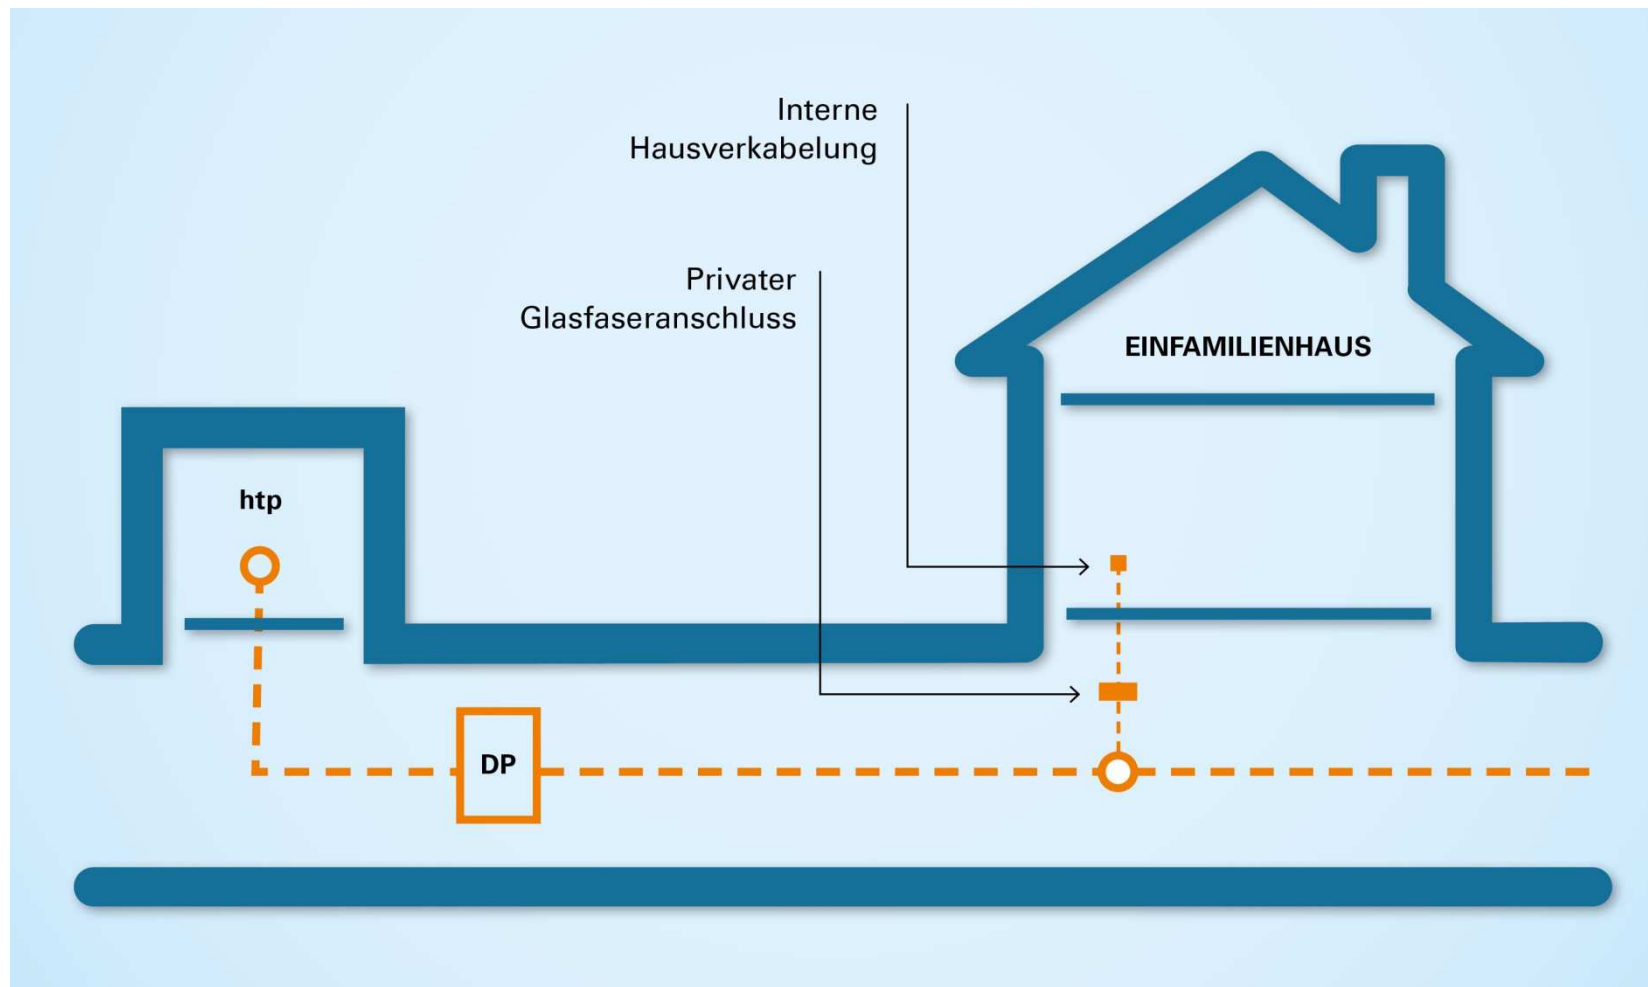 Interne
Hausverkabelung
Privater
Glasfaseranschluss
EINFAMILIENHAUS
htp
DP